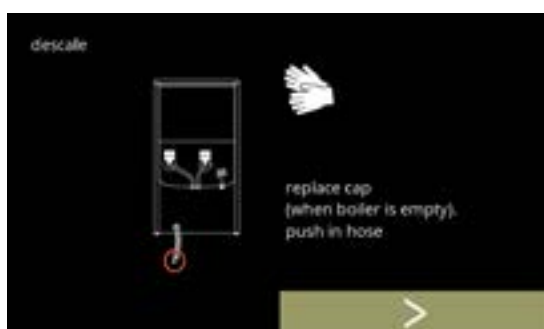 descale
replace cap
(when boiler is empty).
push in hose